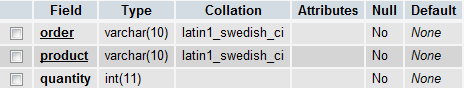 Field Type Collation Attributes Null Default
order varchar(10) latin1_swedish_ci No None
product varchar(10) latin1_swedish_ci No None
quantity int(11) No None